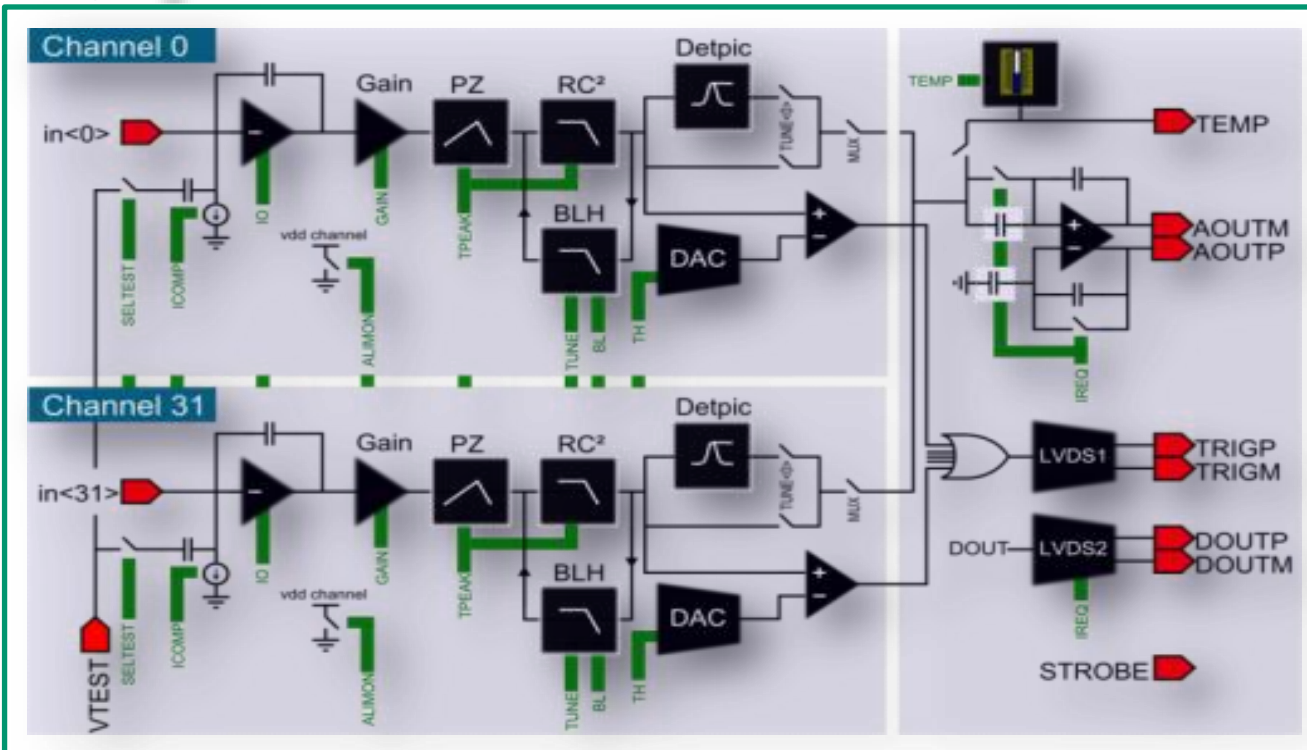 Channel 0
in<0>
Gain
PZ
RC²
Detpic
TUNE<0>
MUX
BLH
DAC
vdd channel
SELTEST
ICOMP
IO
GAIN
ALIMON
TPEAK
TUNE
BL
TH
Channel 31
in<31>
Gain
PZ
RC²
Detpic
TUNE<0>
MUX
BLH
DAC
vdd channel
VTEST
SELTEST
ICOMP
IO
GAIN
ALIMON
TPEAK
TUNE
BL
TH
TEMP
TEMP
AOUTM
AOUTP
IREQ
LVDS1
TRIGP
TRIGM
DOUT
LVDS2
DOUTP
DOUTM
IREQ
STROBE